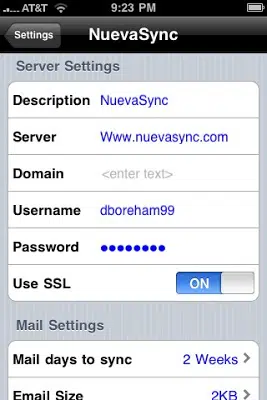 AT&T 9:23 PM
Settings NuevaSync
Server Settings
Description NuevaSync
Server Www.nuevasync.com
Domain <enter text>
Username dboreham99
Password ●●●●●●●●
Use SSL ON
Mail Settings
Mail days to sync 2 Weeks
Email Size 2KB